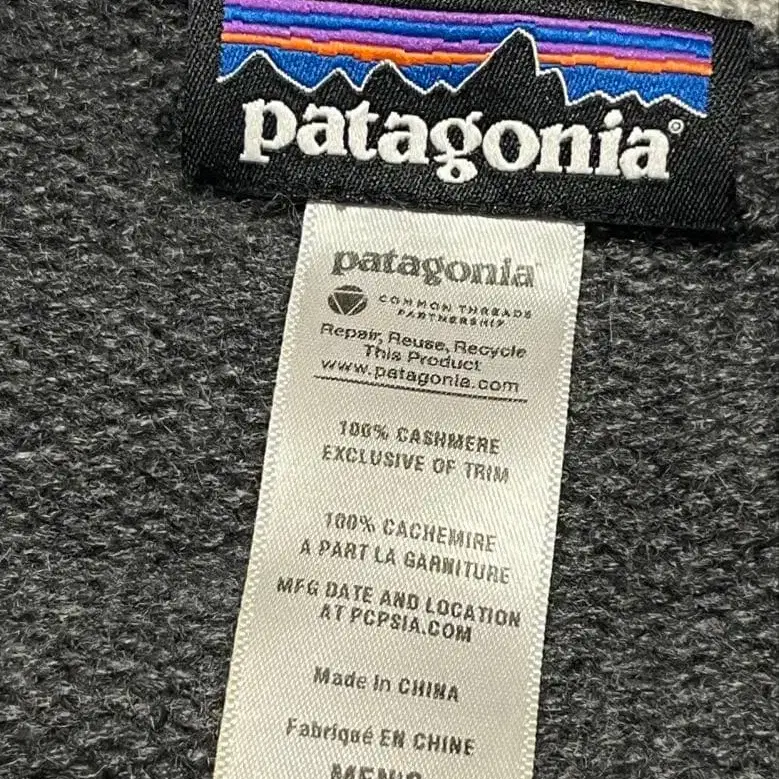 patagonia®
patagonia
COMMON THREADS
PARTNERSHIP
Repair, Reuse, Recycle
This Product
www.patagonia.com
100% CASHMERE
EXCLUSIVE OF TRIM
100% CACHEMIRE
A PART LA GARNITURE
MFG DATE AND LOCATION
AT PCPSIA.COM
Made in CHINA
Fabriqué EN CHINE
MEN'S